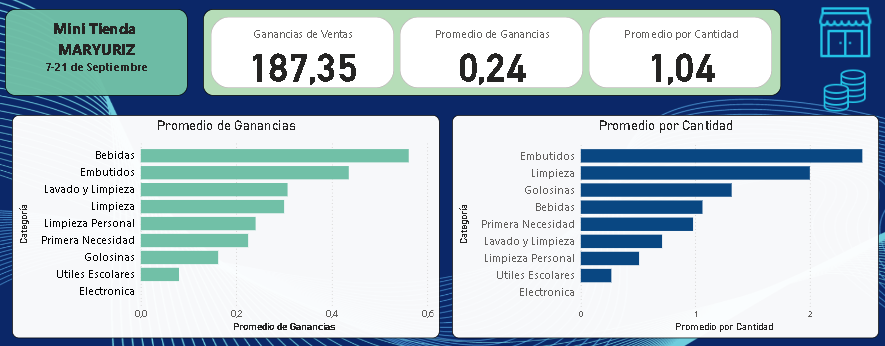 Mini Tienda
MARYURIZ
7-21 de Septiembre
Ganancias de Ventas
187,35
Promedio de Ganancias
0,24
Promedio por Cantidad
1,04
Promedio de Ganancias
Categoría
Bebidas
Embutidos
Lavado y Limpieza
Limpieza
Limpieza Personal
Primera Necesidad
Golosinas
Utiles Escolares
Electronica
0,0 0,2 0,4 0,6
Promedio de Ganancias
Promedio por Cantidad
Categoría
Embutidos
Limpieza
Golosinas
Bebidas
Primera Necesidad
Lavado y Limpieza
Limpieza Personal
Utiles Escolares
Electronica
0 1 2
Promedio por Cantidad